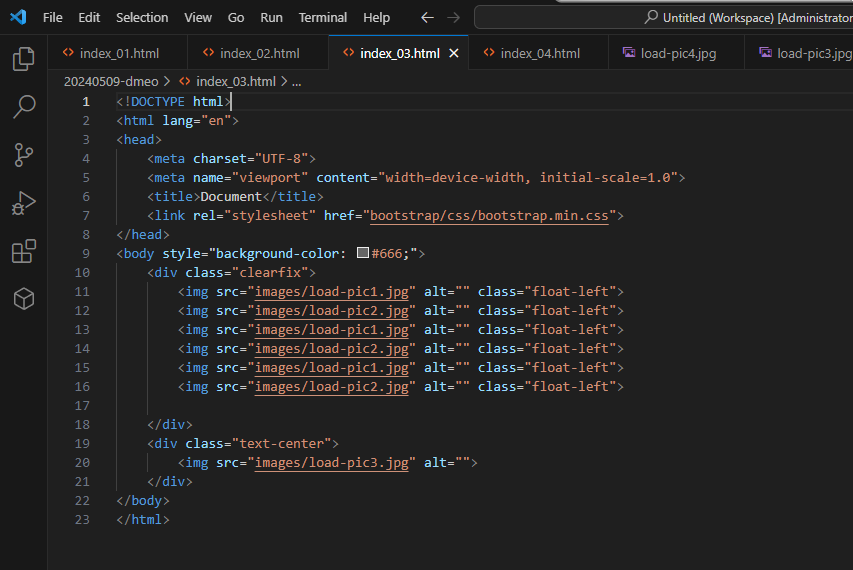 File Edit Selection View Go Run Terminal Help Untitled (Workspace) [Administrator
index_01.html index_02.html index_03.html index_04.html load-pic4.jpg load-pic3.jpg
20240509-dmeo > index_03.html > ...
1 <!DOCTYPE html>
2 <html lang="en">
3 <head>
4 <meta charset="UTF-8">
5 <meta name="viewport" content="width=device-width, initial-scale=1.0">
6 <title>Document</title>
7 <link rel="stylesheet" href="bootstrap/css/bootstrap.min.css">
8 </head>
9 <body style="background-color: #666;">
10 <div class="clearfix">
11 <img src="images/load-pic1.jpg" alt="" class="float-left">
12 <img src="images/load-pic2.jpg" alt="" class="float-left">
13 <img src="images/load-pic1.jpg" alt="" class="float-left">
14 <img src="images/load-pic2.jpg" alt="" class="float-left">
15 <img src="images/load-pic1.jpg" alt="" class="float-left">
16 <img src="images/load-pic2.jpg" alt="" class="float-left">
17
18 </div>
19 <div class="text-center">
20 <img src="images/load-pic3.jpg" alt="">
21 </div>
22 </body>
23 </html>